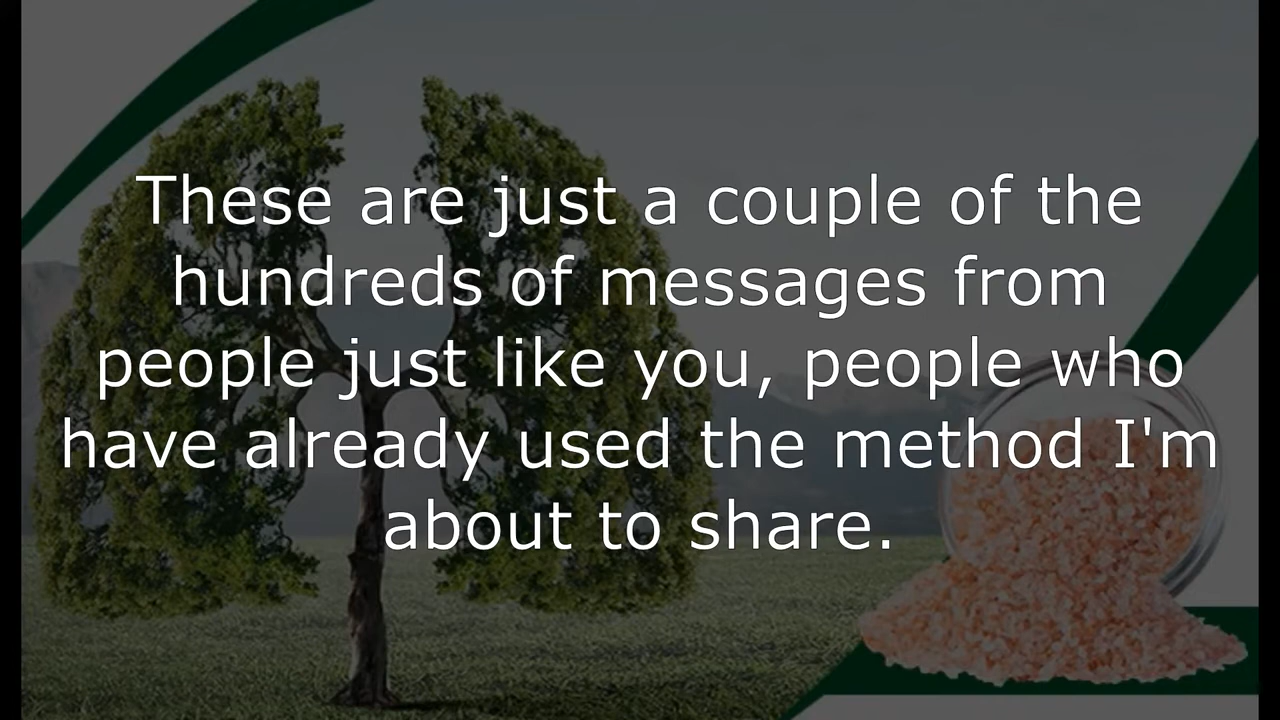 These are just a couple of the
hundreds of messages from
people just like you, people who
have already used the method I'm
about to share.